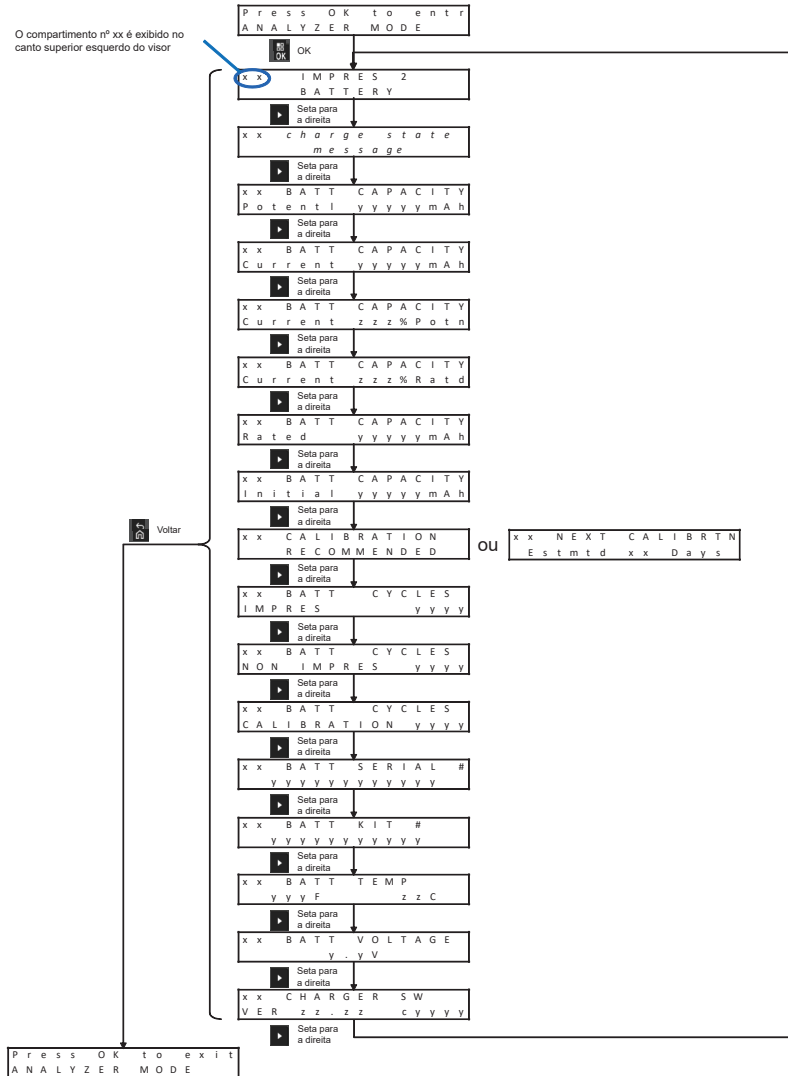 Press OK to entr
ANALYZER MODE
O compartimento nº xx é exibido no
canto superior esquerdo do visor
OK
OK
xx IMPRES 2
BATTERY
Seta para
a direita
xx charge state
message
Seta para
a direita
xx BATT CAPACITY
Potentl yyyyymAh
Seta para
a direita
xx BATT CAPACITY
Current yyyyymAh
Seta para
a direita
xx BATT CAPACITY
Current zzz%Potn
Seta para
a direita
xx BATT CAPACITY
Current zzz%Ratd
Seta para
a direita
xx BATT CAPACITY
Rated yyyyymAh
Seta para
a direita
xx BATT CAPACITY
Initial yyyyymAh
Seta para
a direita
Voltar
xx CALIBRATION
RECOMMENDED
ou
xx NEXT CALIBRTN
Estmtd xx Days
Seta para
a direita
xx BATT CYCLES
IMPRES yyyy
Seta para
a direita
xx BATT CYCLES
NON IMPRES yyyy
Seta para
a direita
xx BATT CYCLES
CALIBRATION yyyy
Seta para
a direita
xx BATT SERIAL #
yyyyyyyyyyyy
Seta para
a direita
xx BATT KIT #
yyyyyyyyyyy
Seta para
a direita
xx BATT TEMP
yyyF zzC
Seta para
a direita
xx BATT VOLTAGE
y.yV
Seta para
a direita
xx CHARGER SW
VER zz.zz cyyyy
Seta para
a direita
Press OK to exit
ANALYZER MODE